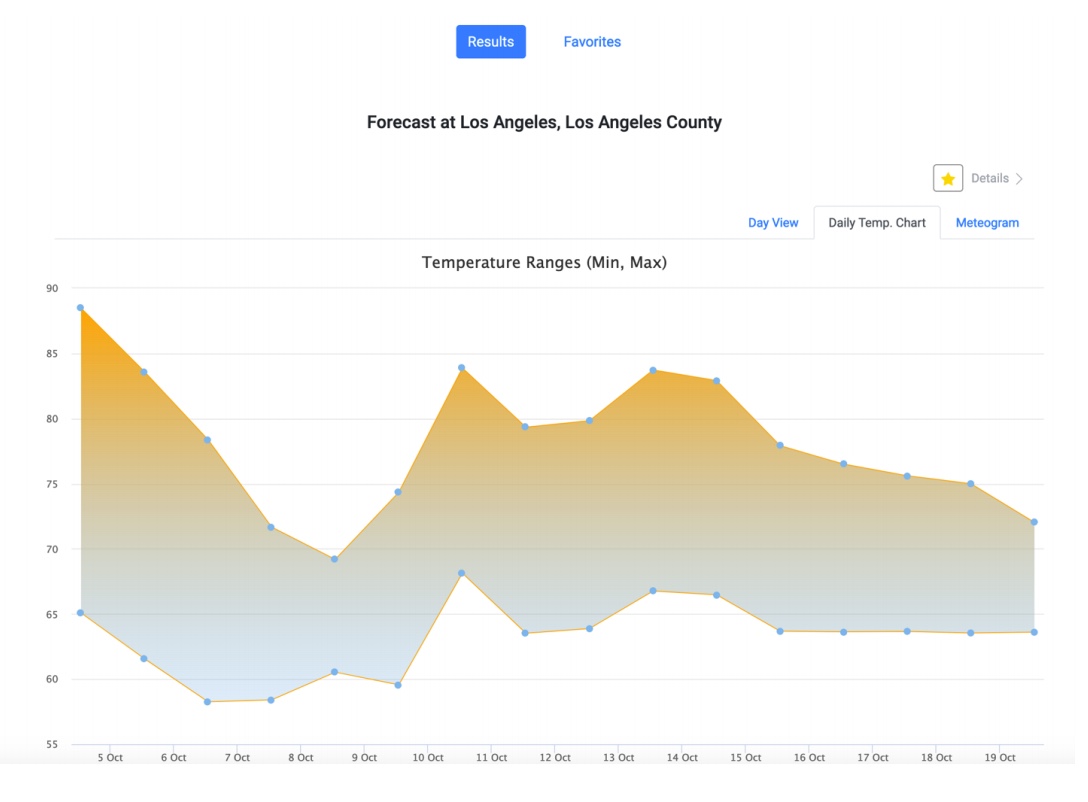 Results Favorites
Forecast at Los Angeles, Los Angeles County
Details
Day View Daily Temp. Chart Meteogram
Temperature Ranges (Min, Max)
90
85
80
75
70
65
60
55
5 Oct 6 Oct 7 Oct 8 Oct 9 Oct 10 Oct 11 Oct 12 Oct 13 Oct 14 Oct 15 Oct 16 Oct 17 Oct 18 Oct 19 Oct